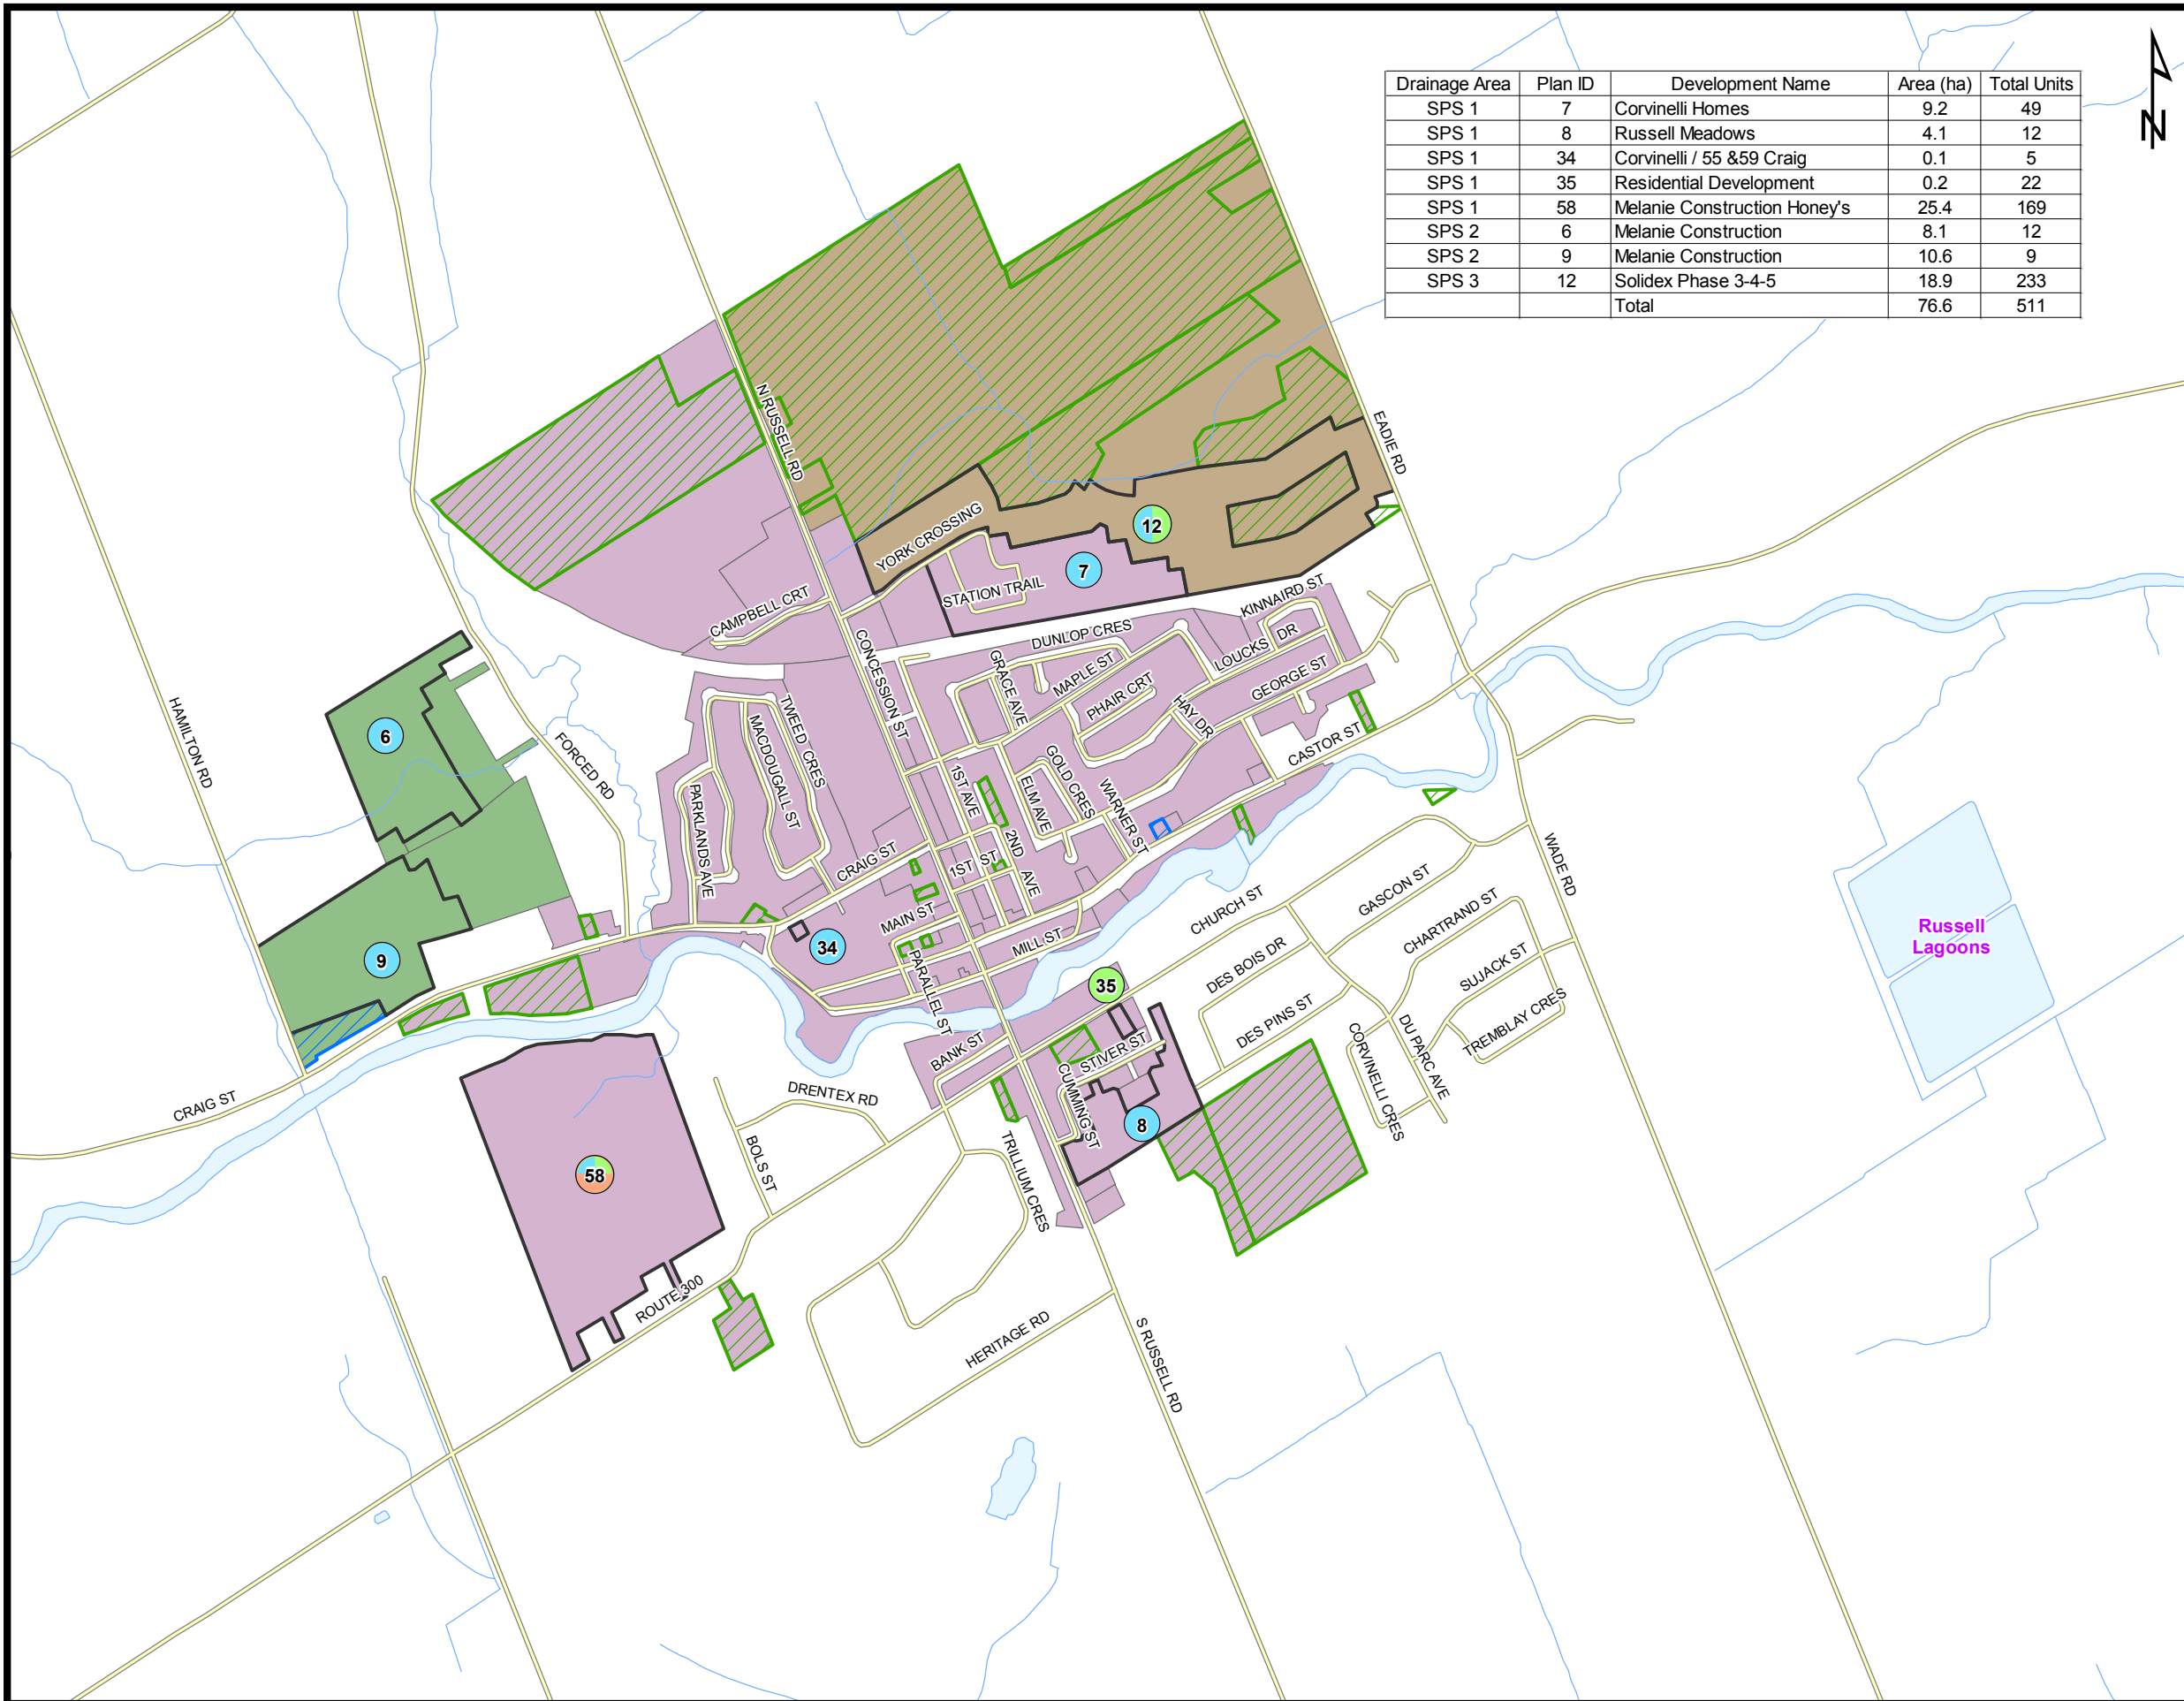 Drainage Area Plan ID Development Name Area (ha) Total Units
SPS 1 7 Corvinelli Homes 9.2 49
SPS 1 8 Russell Meadows 4.1 12
SPS 1 34 Corvinelli / 55 &59 Craig 0.1 5
SPS 1 35 Residential Development 0.2 22
SPS 1 58 Melanie Construction Honey's 25.4 169
SPS 2 6 Melanie Construction 8.1 12
SPS 2 9 Melanie Construction 10.6 9
SPS 3 12 Solidex Phase 3-4-5 18.9 233
Total 76.6 511
N
N RUSSELL RD
EADIE RD
YORK CROSSING
12
7
STATION TRAIL
CAMPBELL CRT
KINNAIRD ST
DUNLOP CRES
CONCESSION ST
GRACE AVE
MAPLE ST
LOUCKS DR
GEORGE ST
PHAIR CRT
HAY DR
HAMILTON RD
6
FORCED RD
TWEED CRES
MACDOUGALL ST
PARKLANDS AVE
1ST AVE
GOLD CRES
ELM AVE
WARNER ST
CASTOR ST
2ND AVE
CRAIG ST
1ST ST
MAIN ST
WADE RD
CHURCH ST
GASCON ST
CHARTRAND ST
SUJACK ST
TREMBLAY CRES
Russell
Lagoons
9
34
MILL ST
PARALLEL ST
35
DES BOIS DR
DES PINS ST
DU PARC AVE
CORVINELLI CRES
BANK ST
STIVER ST
CUMMING ST
8
CRAIG ST
DRENTEX RD
BOLS ST
58
TRILLIUM CRES
ROUTE 300
HERITAGE RD
S RUSSELL RD